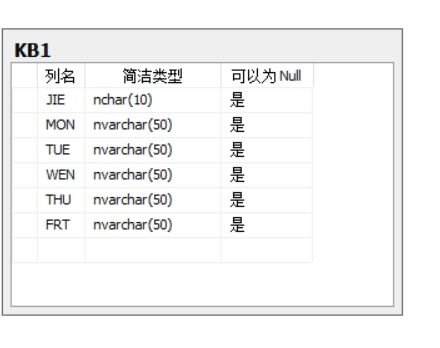 KB1
列名 简洁类型 可以为 Null
JIE nchar(10) 是
MON nvarchar(50) 是
TUE nvarchar(50) 是
WEN nvarchar(50) 是
THU nvarchar(50) 是
FRT nvarchar(50) 是